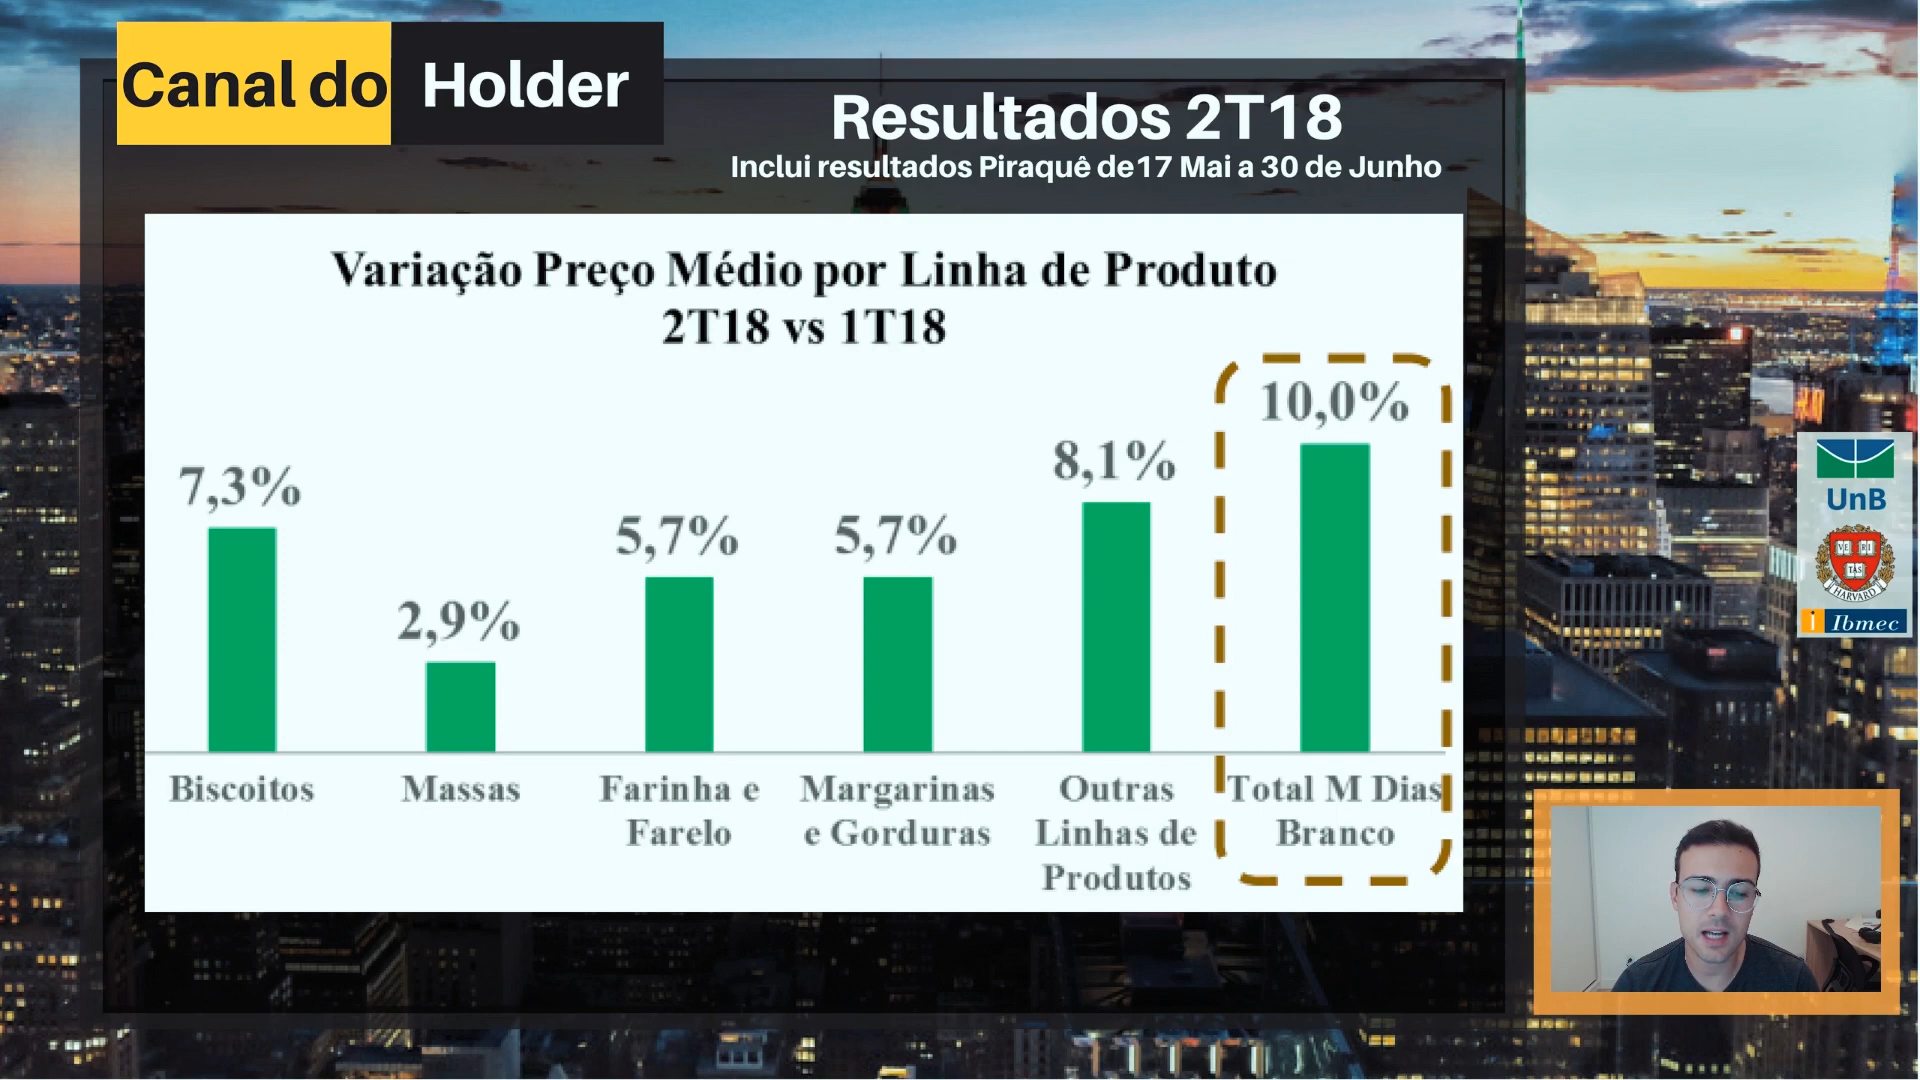 Canal do Holder
Resultados 2T18
Inclui resultados Piraquê de17 Mai a 30 de Junho
Variação Preço Médio por Linha de Produto
2T18 vs 1T18
7,3%
2,9%
5,7%
5,7%
8,1%
10,0%
Biscoitos
Massas
Farinha e
Farelo
Margarinas
e Gorduras
Outras
Linhas de
Produtos
Total M Dias
Branco
UnB
VE RI
TAS
HARVARD
i Ibmec